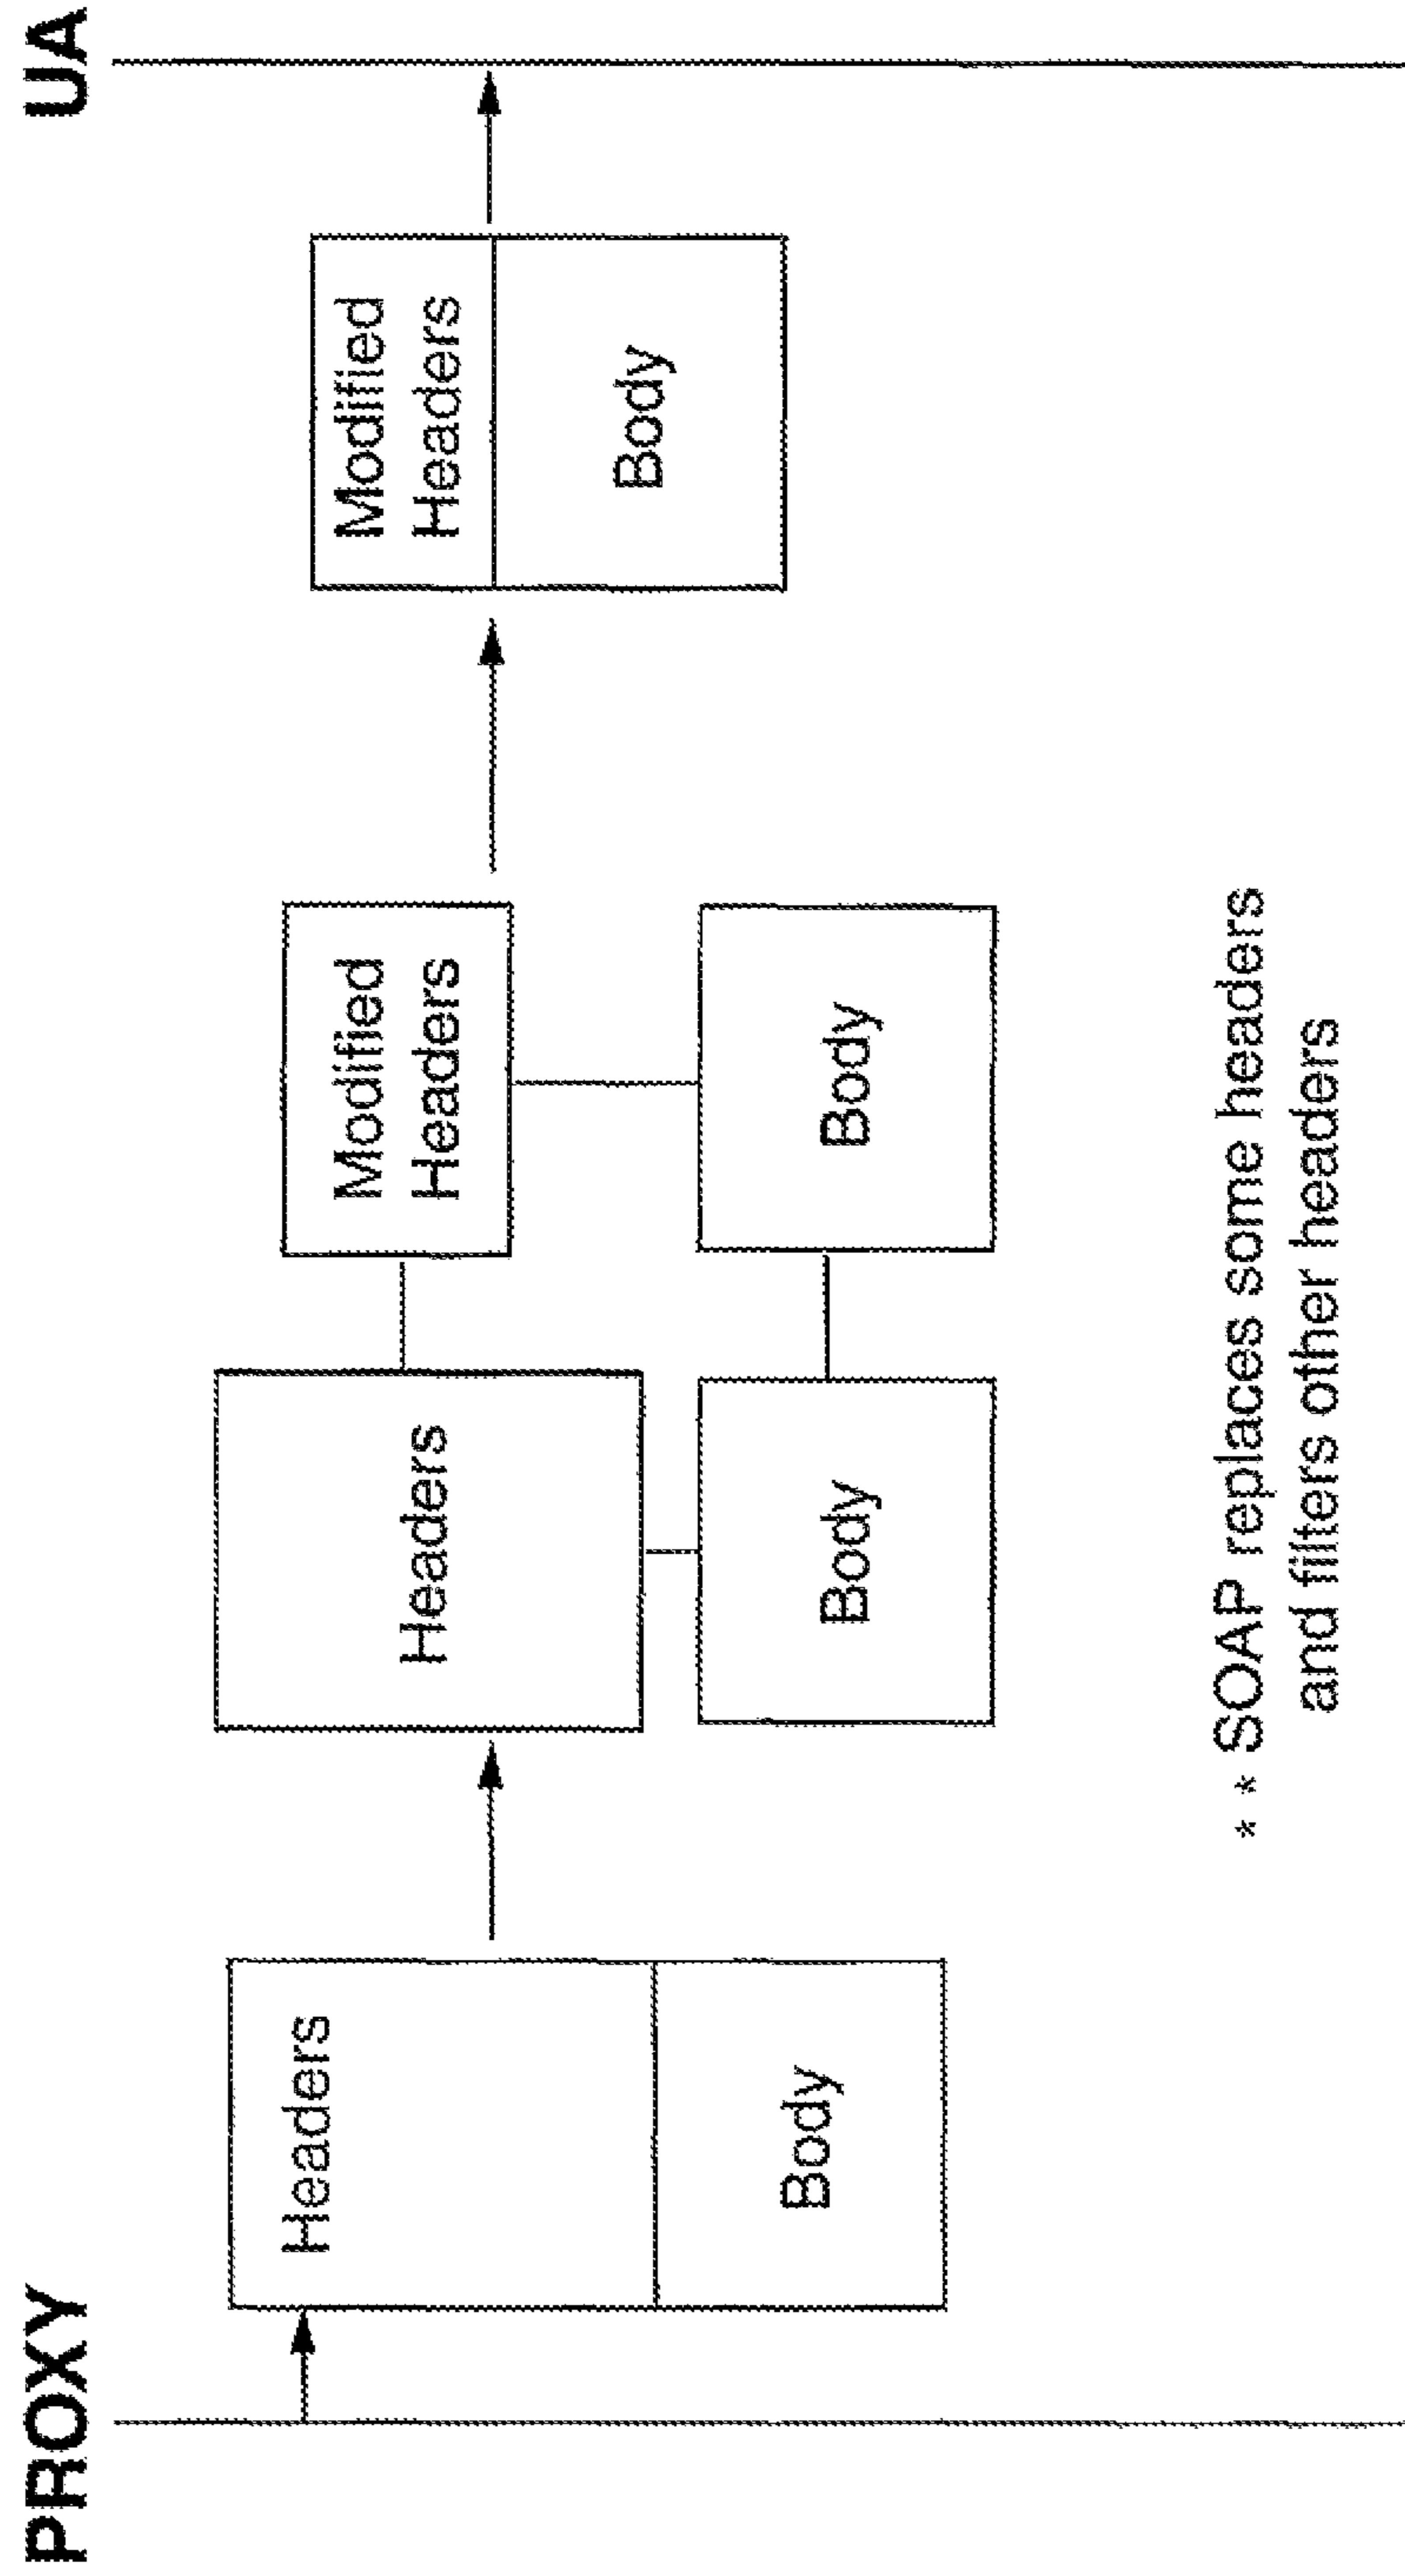 PROXY
UA
Headers
Body
Headers
Body
Modified
Headers
Body
Modified
Headers
Body
* * SOAP replaces some headers
and filters other headers